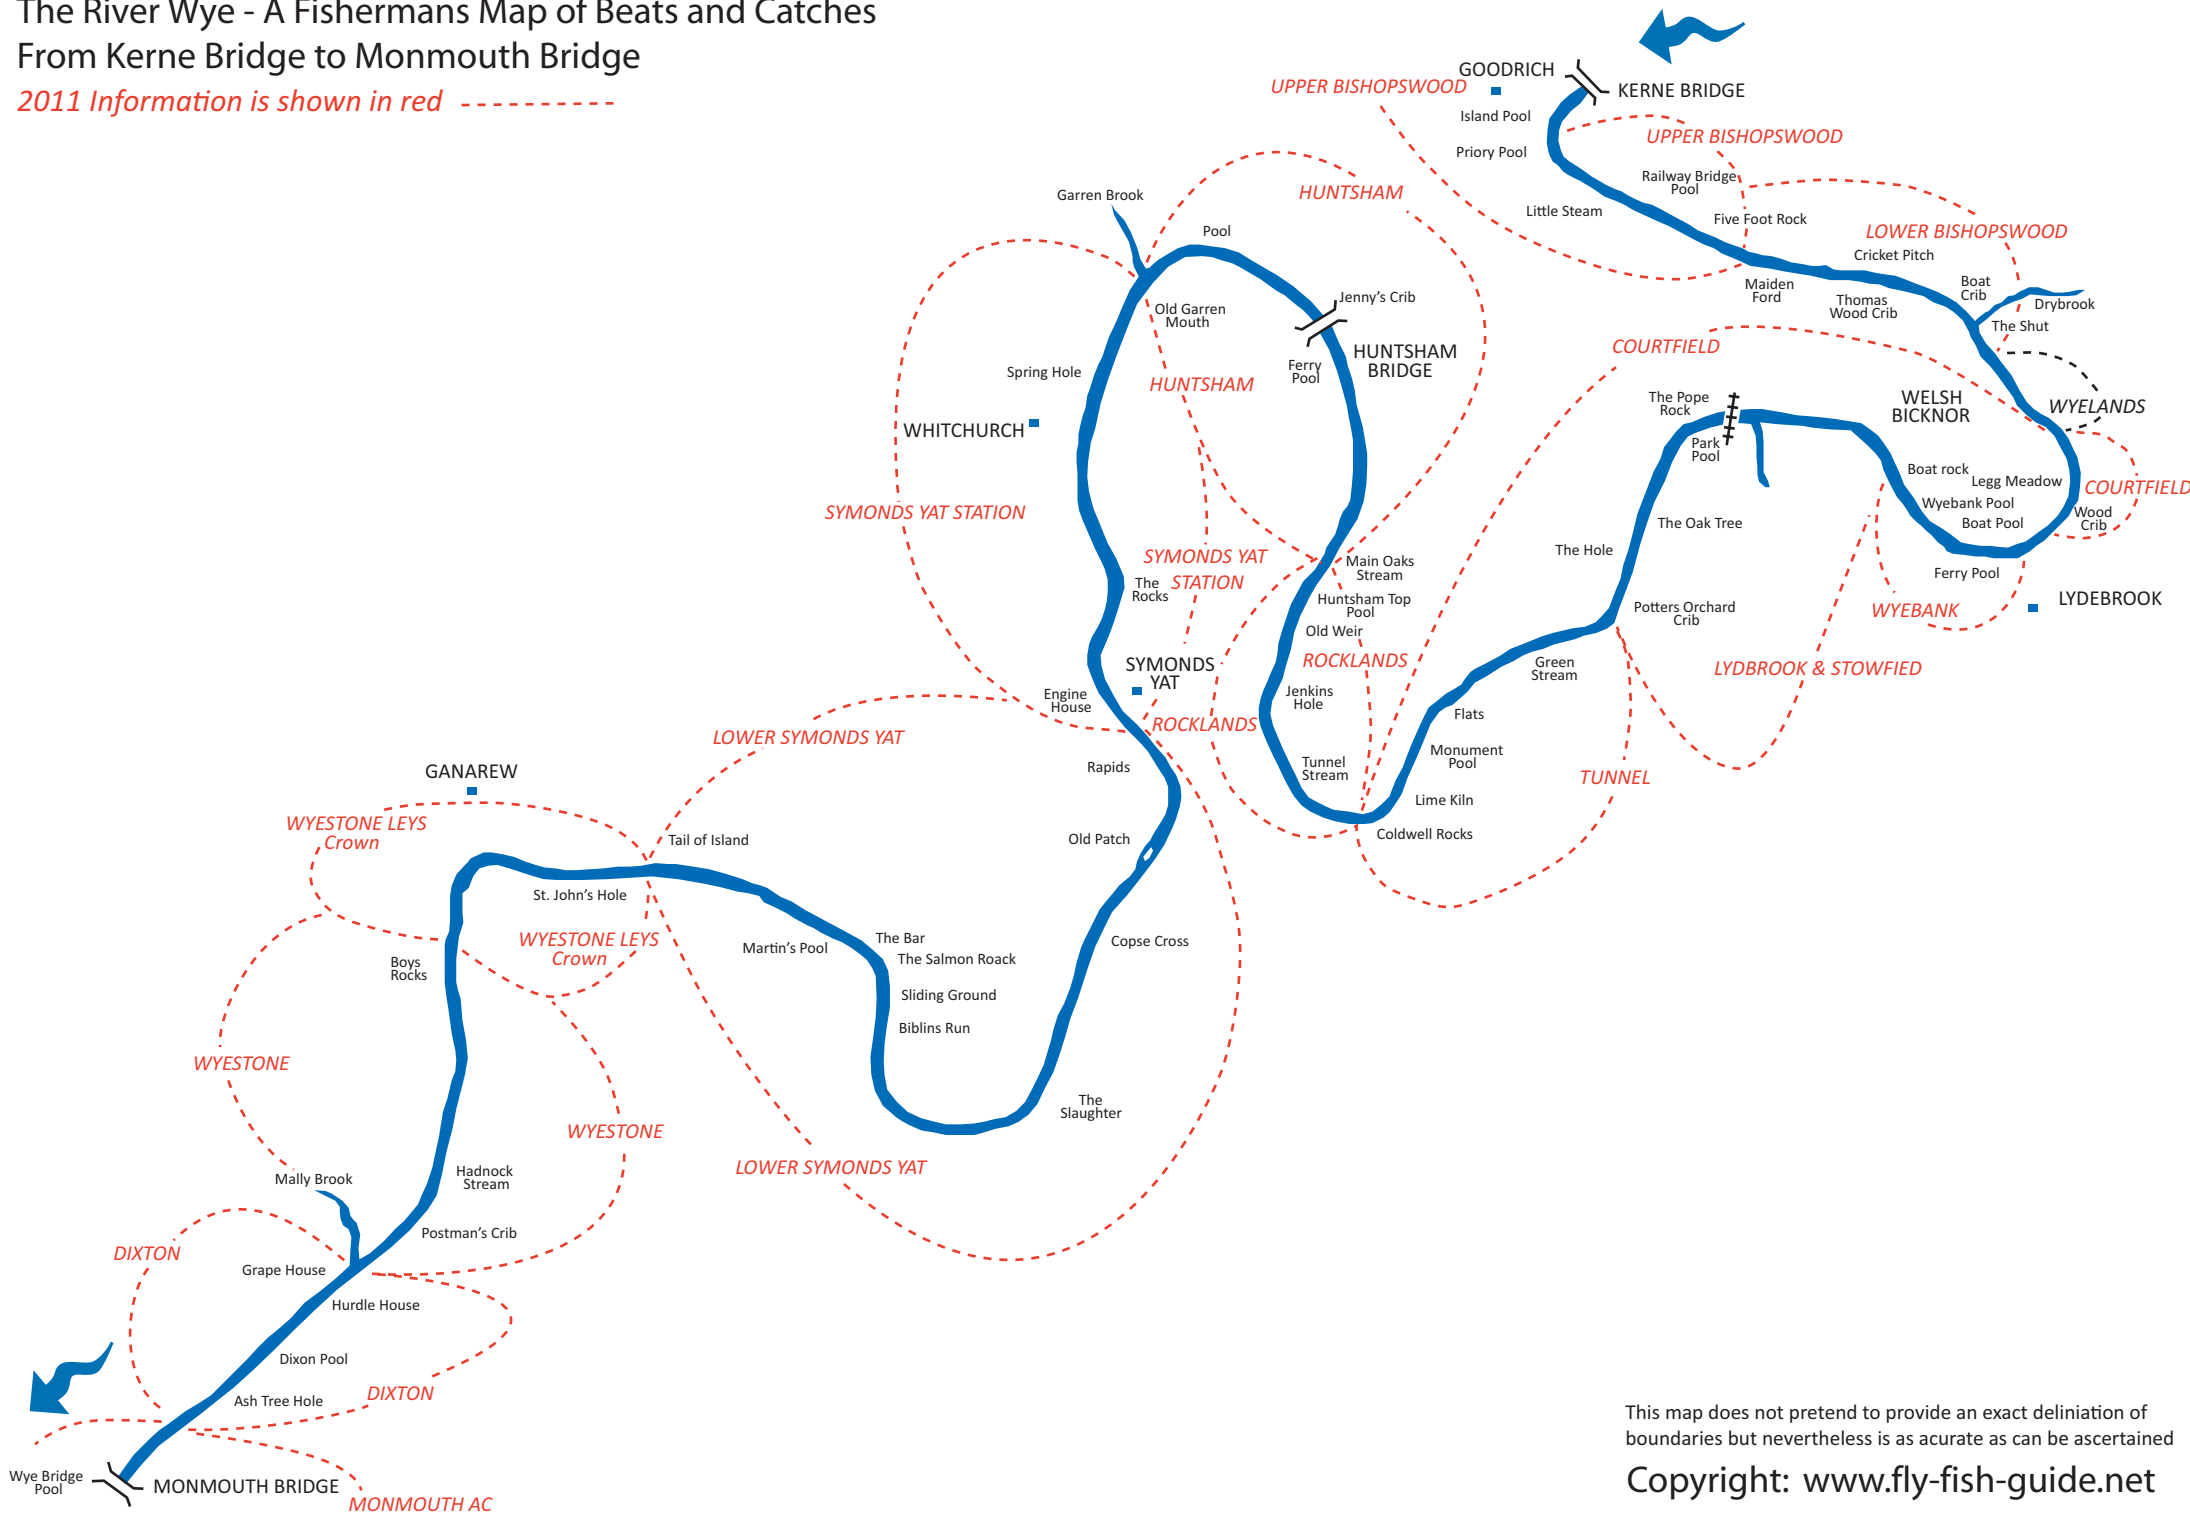 The River Wye - A Fishermans Map of Beats and Catches
From Kerne Bridge to Monmouth Bridge
2011 Information is shown in red
GOODRICH
KERNE BRIDGE
UPPER BISHOPSWOOD
Island Pool
UPPER BISHOPSWOOD
Priory Pool
Railway Bridge
Pool
Little Steam
Five Foot Rock
LOWER BISHOPSWOOD
Cricket Pitch
Maiden
Ford
Thomas
Wood Crib
Boat
Crib
Drybrook
The Shut
COURTFIELD
WYELANDS
WELSH
BICKNOR
The Pope
Rock
Park
Pool
Boat rock
Legg Meadow
COURTFIELD
Wyebank Pool
Wood
Crib
Boat Pool
Ferry Pool
LYDEBROOK
WYEBANK
The Oak Tree
The Hole
Potters Orchard
Crib
LYDBROOK & STOWFIED
Green
Stream
TUNNEL
Flats
Monument
Pool
Lime Kiln
Coldwell Rocks
Garren Brook
HUNTSHAM
Pool
Jenny's Crib
Old Garren
Mouth
HUNTSHAM
BRIDGE
Ferry
Pool
Spring Hole
HUNTSHAM
WHITCHURCH
SYMONDS YAT STATION
SYMONDS YAT
STATION
The
Rocks
Main Oaks
Stream
Huntsham Top
Pool
Old Weir
ROCKLANDS
SYMONDS
YAT
Jenkins
Hole
Engine
House
ROCKLANDS
Tunnel
Stream
Rapids
LOWER SYMONDS YAT
GANAREW
WYESTONE LEYS
Crown
Tail of Island
Old Patch
St. John's Hole
WYESTONE LEYS
Crown
Martin's Pool
The Bar
The Salmon Roack
Copse Cross
Boys
Rocks
Sliding Ground
Biblins Run
WYESTONE
The
Slaughter
WYESTONE
LOWER SYMONDS YAT
Mally Brook
Hadnock
Stream
Postman's Crib
DIXTON
Grape House
Hurdle House
Dixon Pool
DIXTON
Ash Tree Hole
Wye Bridge
Pool
MONMOUTH BRIDGE
MONMOUTH AC
This map does not pretend to provide an exact deliniation of
boundaries but nevertheless is as acurate as can be ascertained
Copyright: www.fly-fish-guide.net